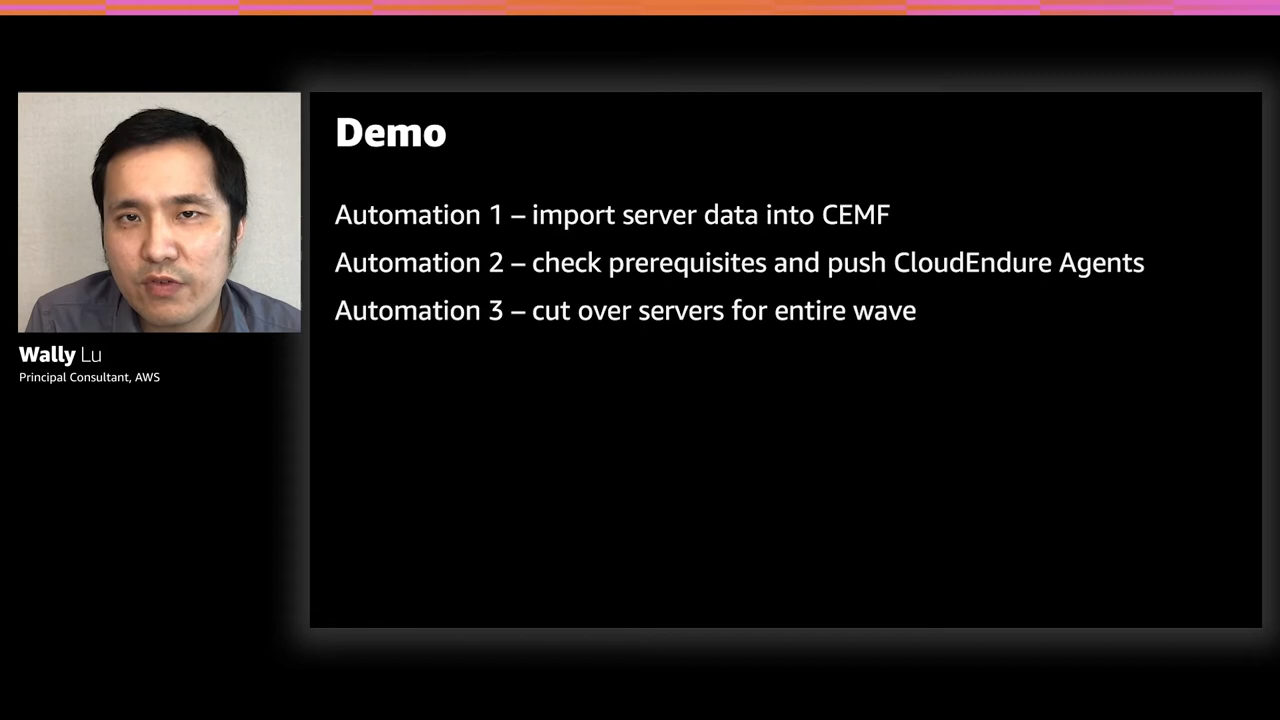 Demo
Automation 1 – import server data into CEMF
Automation 2 – check prerequisites and push CloudEndure Agents
Automation 3 – cut over servers for entire wave
Wally Lu
Principal Consultant, AWS